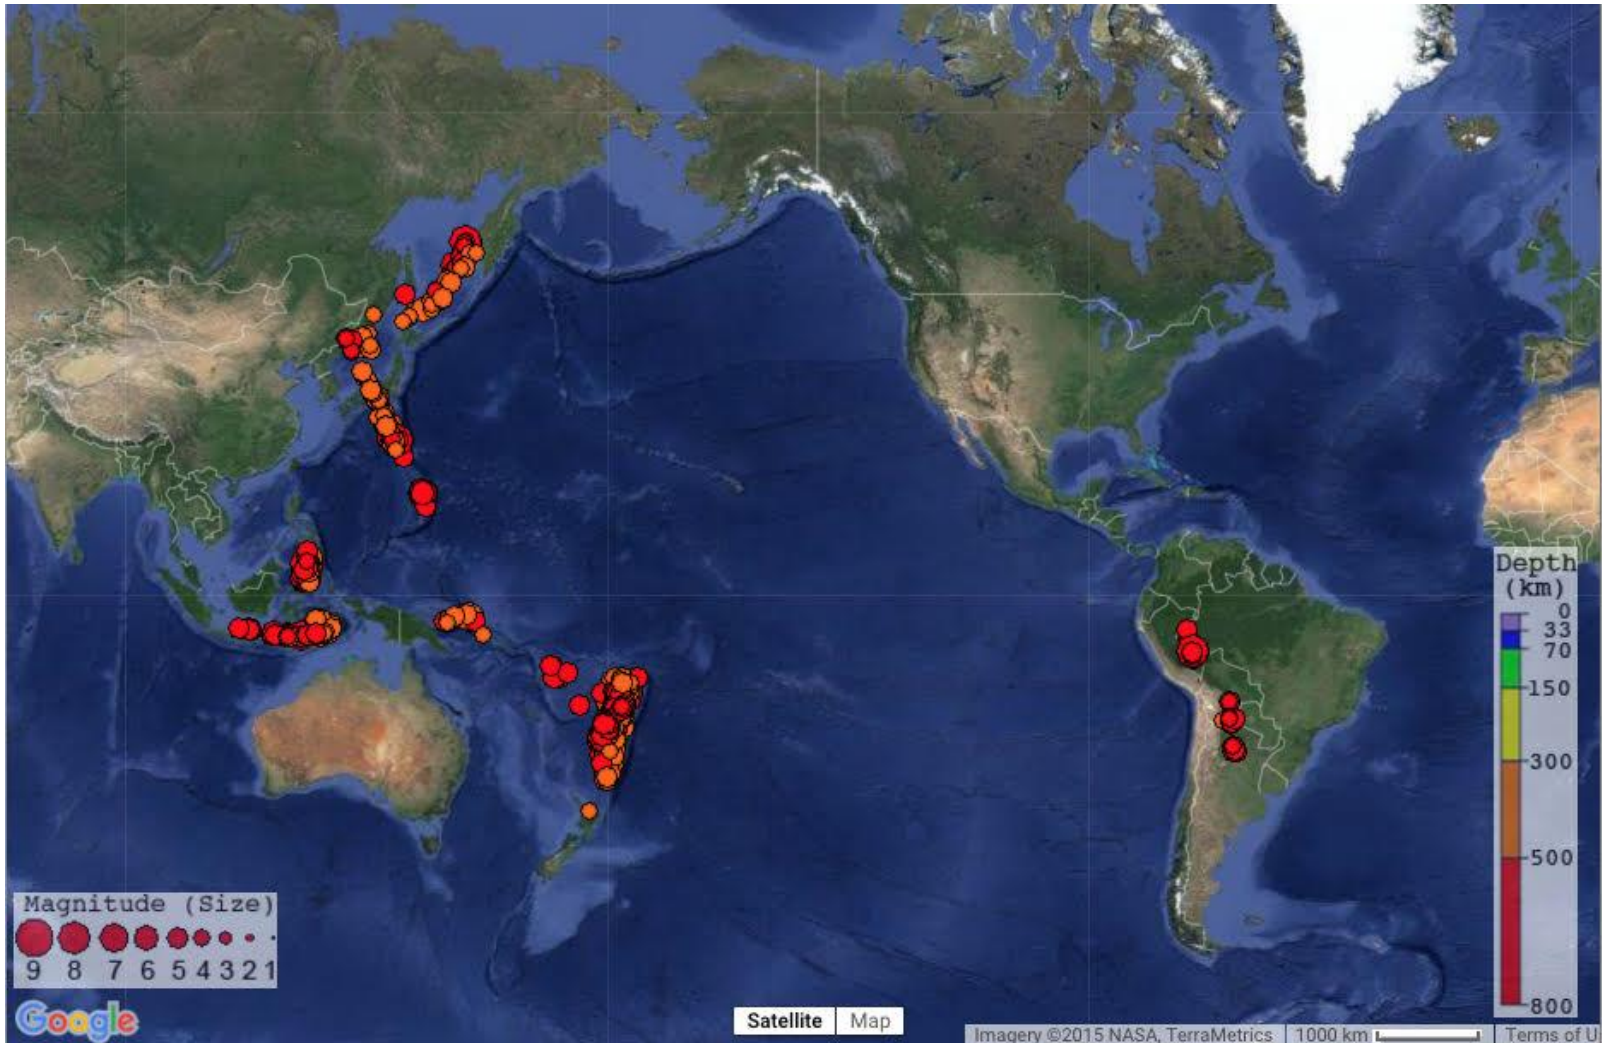 Depth
(km)
0
33
70
150
300
500
800
Magnitude (Size)
9 8 7 6 5 4 3 2 1
Google
Satellite Map
Imagery ©2015 NASA, TerraMetrics 1000 km Terms of U